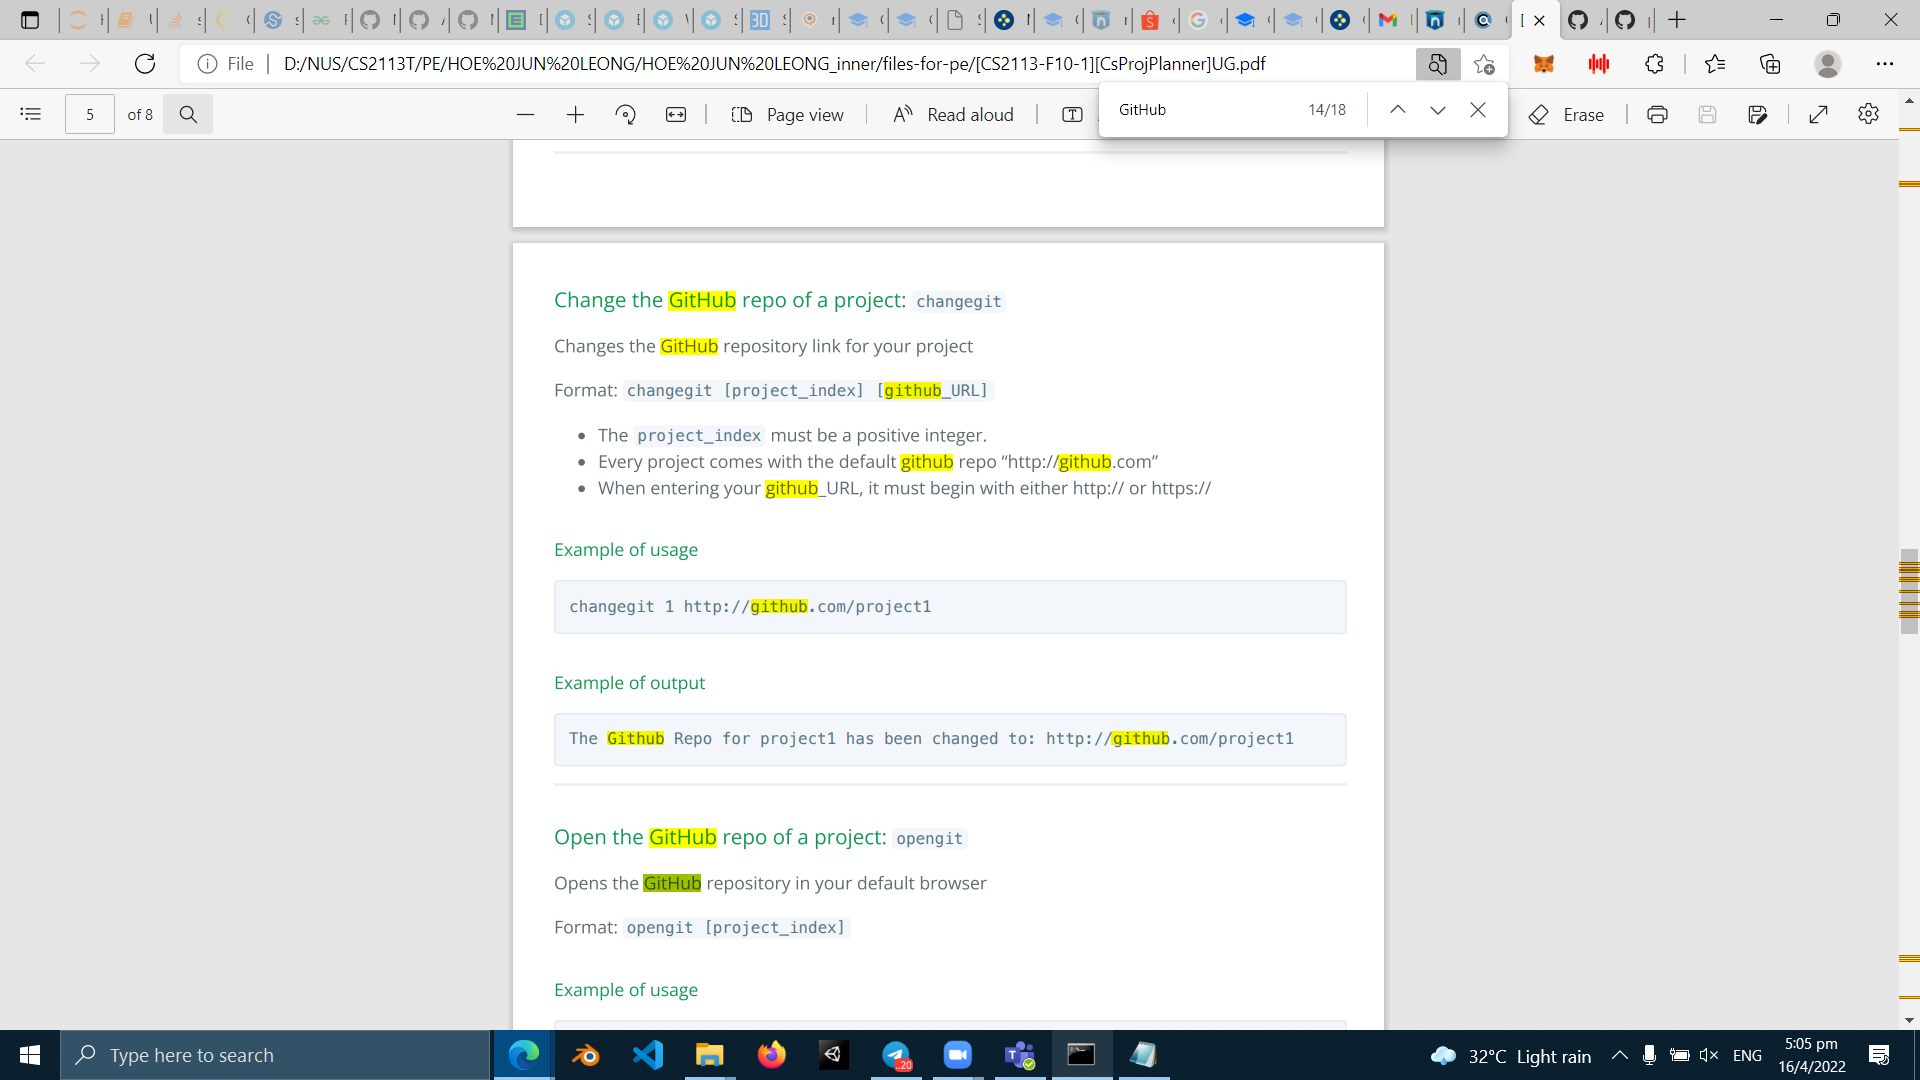 File
D:/NUS/CS2113T/PE/HOE%20JUN%20LEONG/HOE%20JUN%20LEONG_inner/files-for-pe/[CS2113-F10-1][CsProjPlanner]UG.pdf
5 of 8
Page view
Read aloud
GitHub 14/18
Erase
Change the GitHub repo of a project: changegit
Changes the GitHub repository link for your project
Format: changegit [project_index] [github_URL]
• The project_index must be a positive integer.
• Every project comes with the default github repo “http://github.com”
• When entering your github_URL, it must begin with either http:// or https://
Example of usage
changegit 1 http://github.com/project1
Example of output
The Github Repo for project1 has been changed to: http://github.com/project1
Open the GitHub repo of a project: opengit
Opens the GitHub repository in your default browser
Format: opengit [project_index]
Example of usage
Type here to search
32°C Light rain
ENG
5:05 pm
16/4/2022